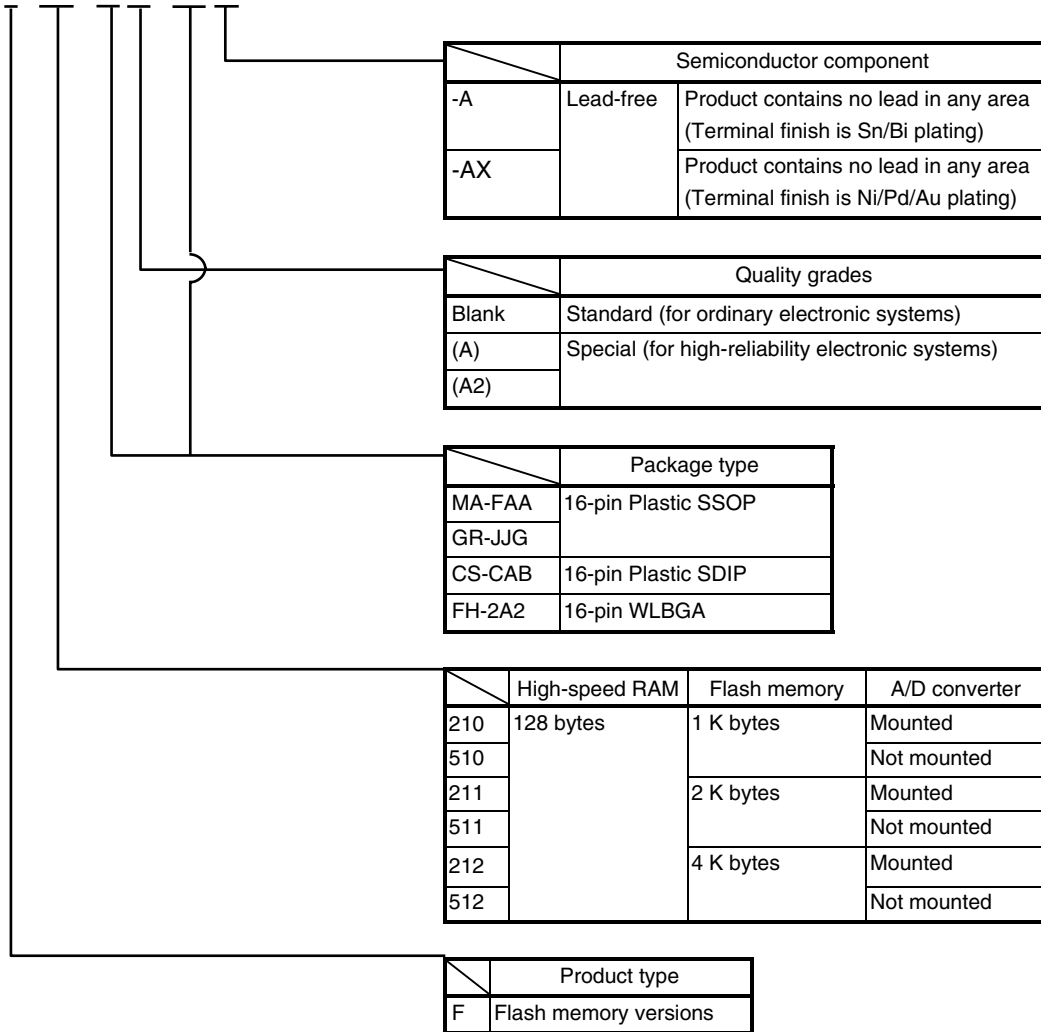 Semiconductor component
-A Lead-free Product contains no lead in any area
(Terminal finish is Sn/Bi plating)
-AX Product contains no lead in any area
(Terminal finish is Ni/Pd/Au plating)
Quality grades
Blank Standard (for ordinary electronic systems)
(A) Special (for high-reliability electronic systems)
(A2)
Package type
MA-FAA 16-pin Plastic SSOP
GR-JJG
CS-CAB 16-pin Plastic SDIP
FH-2A2 16-pin WLBGA
High-speed RAM Flash memory A/D converter
210 128 bytes 1 K bytes Mounted
510 Not mounted
211 2 K bytes Mounted
511 Not mounted
212 4 K bytes Mounted
512 Not mounted
Product type
F Flash memory versions